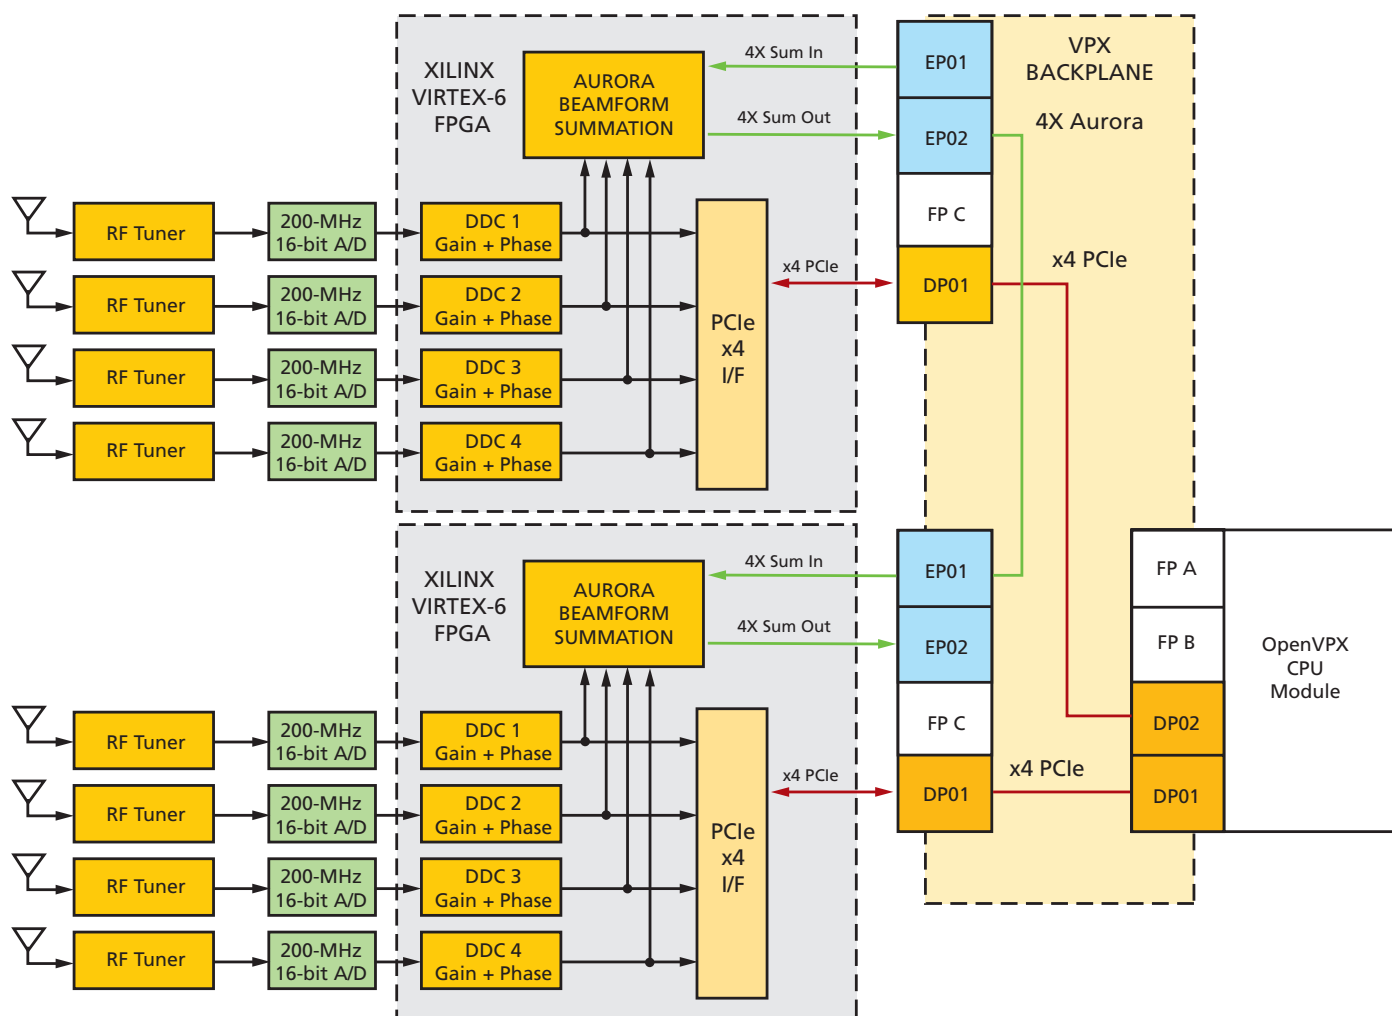 XILINX
VIRTEX-6
FPGA
AURORA
BEAMFORM
SUMMATION
4X Sum In
4X Sum Out
EP01
EP02
FP C
DP01
VPX
BACKPLANE
4X Aurora
x4 PCIe
RF Tuner
200-MHz
16-bit A/D
DDC 1
Gain + Phase
RF Tuner
200-MHz
16-bit A/D
DDC 2
Gain + Phase
RF Tuner
200-MHz
16-bit A/D
DDC 3
Gain + Phase
RF Tuner
200-MHz
16-bit A/D
DDC 4
Gain + Phase
PCIe
x4
I/F
x4 PCIe
XILINX
VIRTEX-6
FPGA
AURORA
BEAMFORM
SUMMATION
4X Sum In
4X Sum Out
EP01
EP02
FP C
DP01
FP A
FP B
DP02
DP01
OpenVPX
CPU
Module
x4 PCIe
RF Tuner
200-MHz
16-bit A/D
DDC 1
Gain + Phase
RF Tuner
200-MHz
16-bit A/D
DDC 2
Gain + Phase
RF Tuner
200-MHz
16-bit A/D
DDC 3
Gain + Phase
RF Tuner
200-MHz
16-bit A/D
DDC 4
Gain + Phase
PCIe
x4
I/F
x4 PCIe